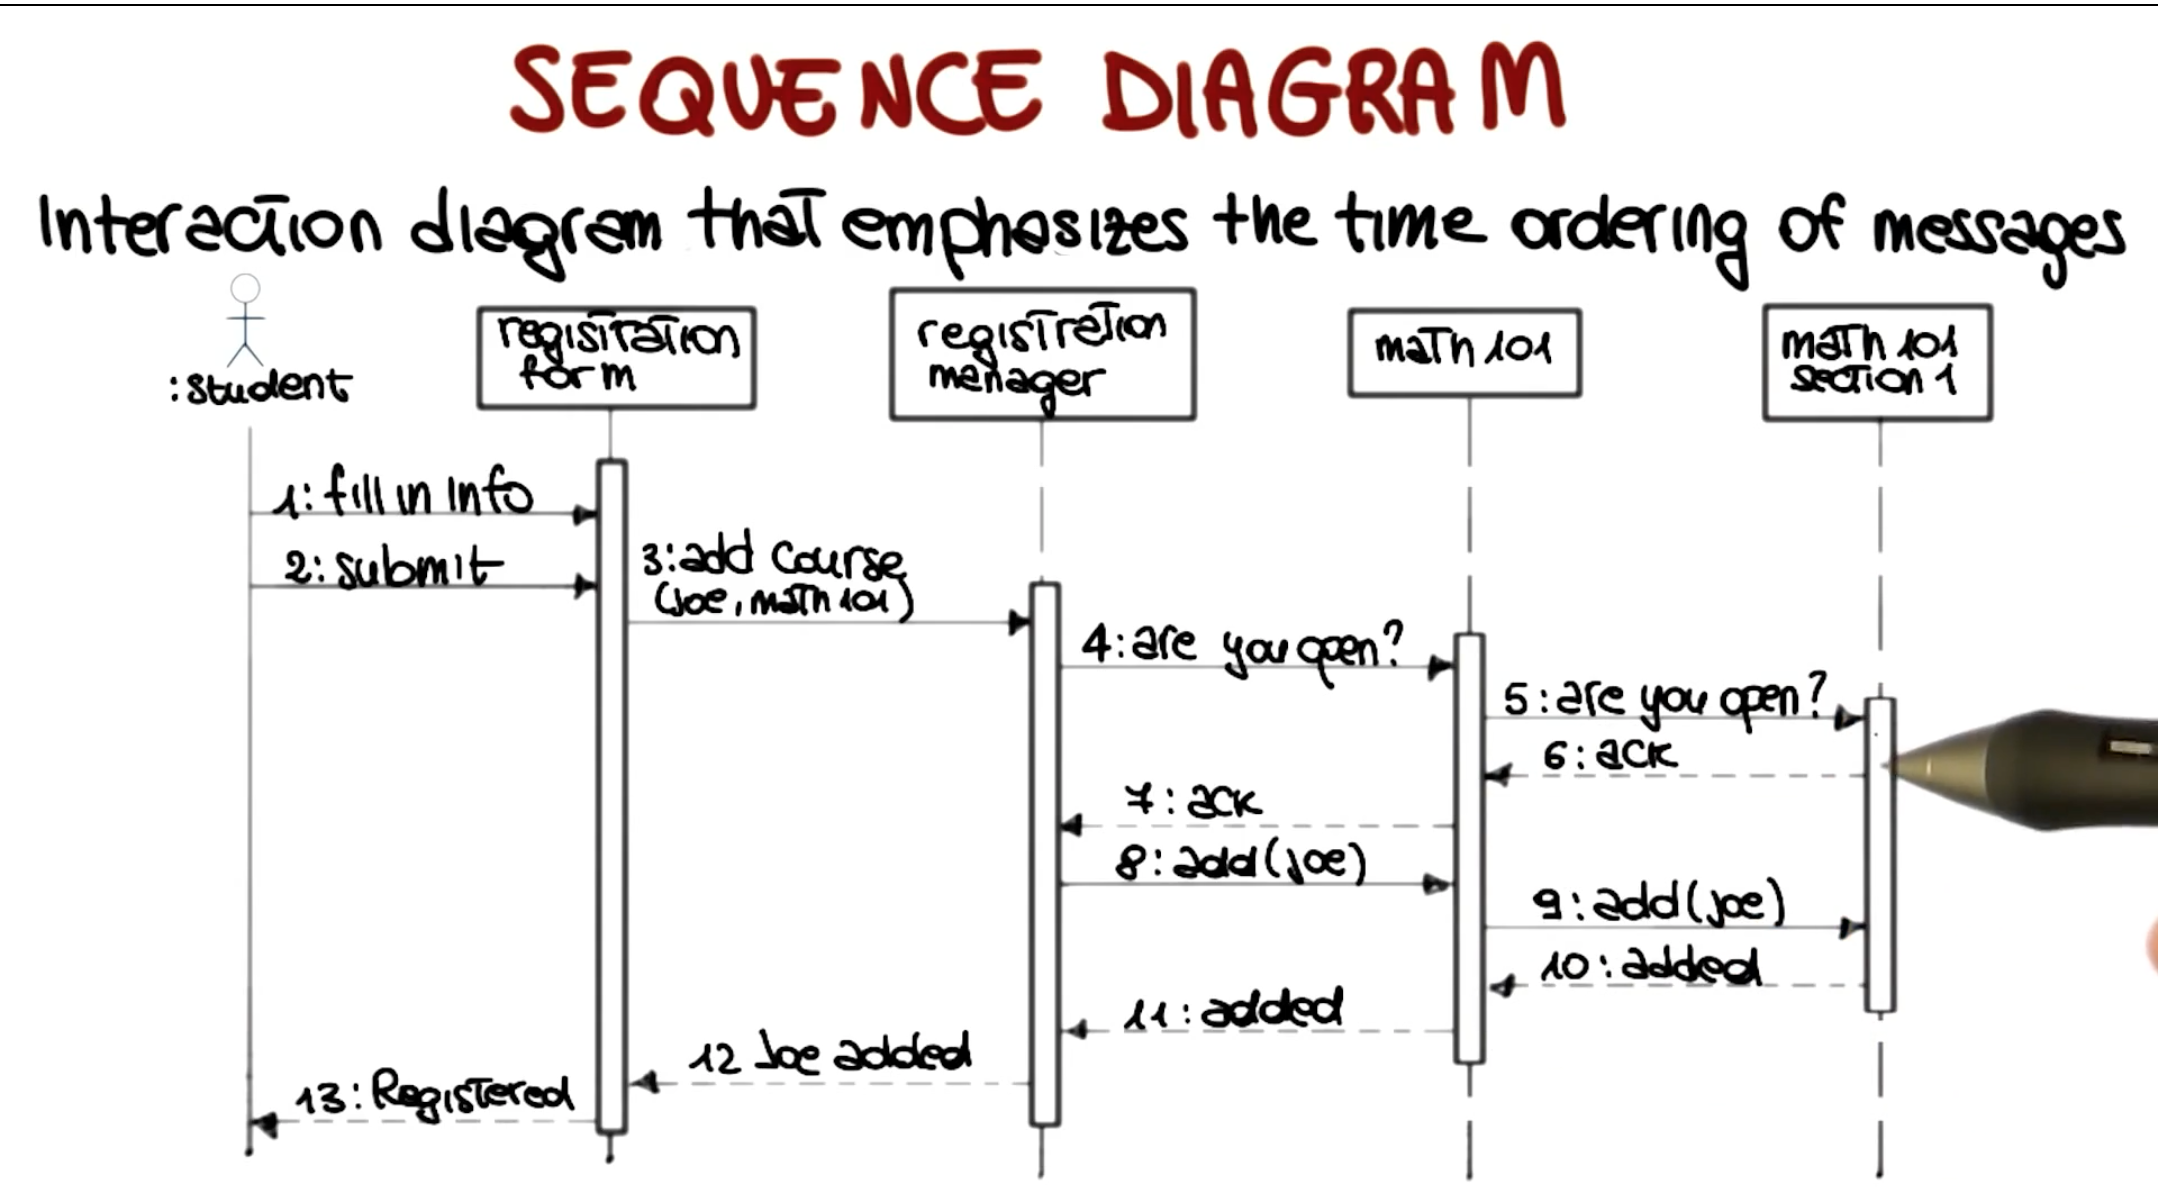 SEQUENCE DIAGRAM
Interaction diagram that emphasizes the time ordering of messages
:student
registration
form
registration
manager
math 101
math 101
section 1
1: fill in info
2: submit
3: add course
(joe, math 101)
4: are you open?
5: are you open?
6: ack
7: ack
8: add(joe)
9: add(joe)
10: added
11: added
12 Joe added
13: Registered